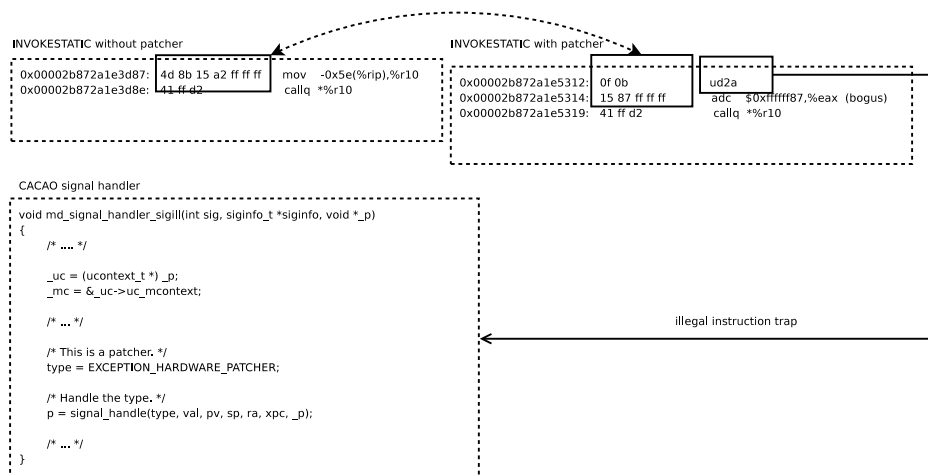 INVOKESTATIC without patcher
0x00002b872a1e3d87: 4d 8b 15 a2 ff ff ff mov -0x5e(%rip),%r10
0x00002b872a1e3d8e: 41 ff d2 callq *%r10
INVOKESTATIC with patcher
0x00002b872a1e5312: 0f 0b ud2a
0x00002b872a1e5314: 15 87 ff ff ff adc $0xffffff87,%eax (bogus)
0x00002b872a1e5319: 41 ff d2 callq *%r10
CACAO signal handler
void md_signal_handler_sigill(int sig, siginfo_t *siginfo, void *_p)
{
/* .... */
_uc = (ucontext_t *) _p;
_mc = &_uc->uc_mcontext;
/* ... */
/* This is a patcher. */
type = EXCEPTION_HARDWARE_PATCHER;
/* Handle the type. */
p = signal_handle(type, val, pv, sp, ra, xpc, _p);
/* ... */
}
illegal instruction trap